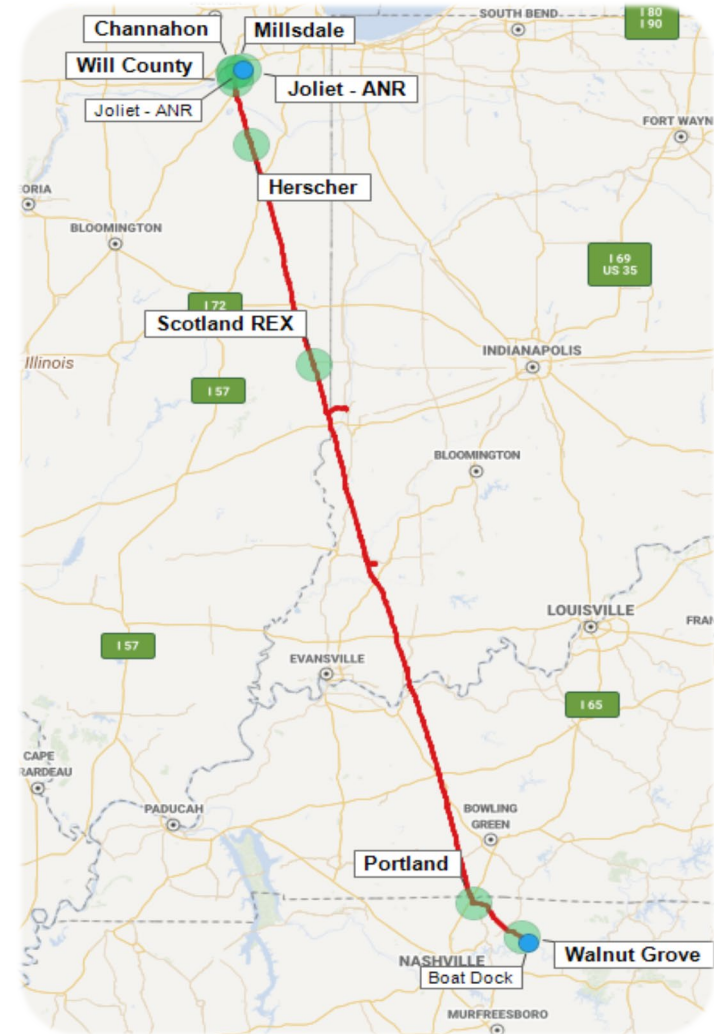 SOUTH BEND
I 80
I 90
Channahon
Millsdale
Will County
Joliet - ANR
Joliet - ANR
FORT WAYN
Herscher
ORIA
BLOOMINGTON
I 69
US 35
I 72
Scotland REX
INDIANAPOLIS
Illinois
I 57
BLOOMINGTON
LOUISVILLE
FRAN
I 57
EVANSVILLE
I 65
CAPE
RARDEAU
PADUCAH
BOWLING
GREEN
Portland
NASHVILLE
Walnut Grove
Boat Dock
MURFREESBORO